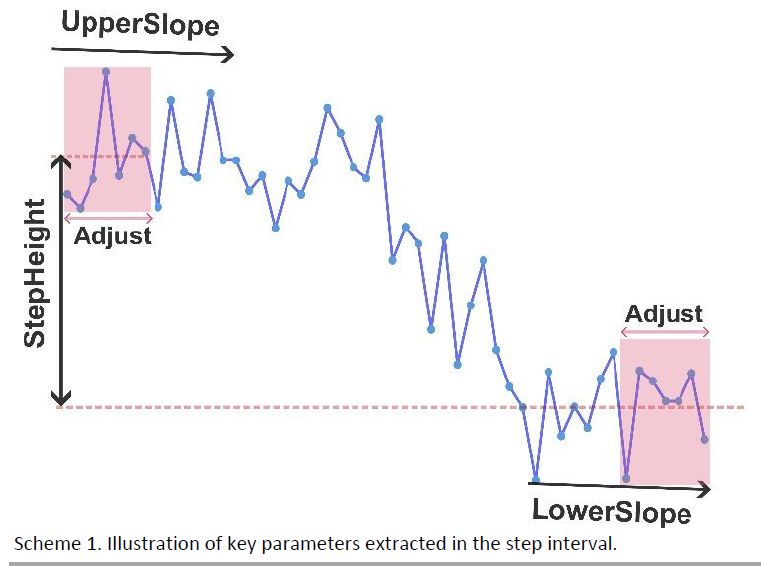 UpperSlope
Adjust
StepHeight
Adjust
LowerSlope
Scheme 1. Illustration of key parameters extracted in the step interval.